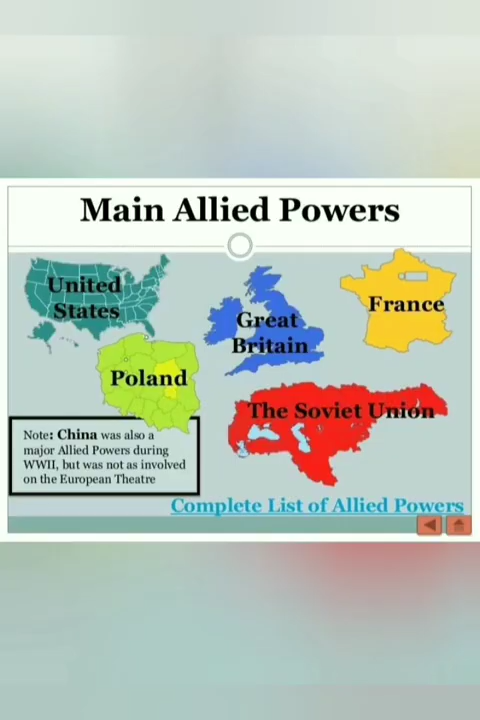 Main Allied Powers
United
States
Great
Britain
France
Poland
The Soviet Union
Note: China was also a
major Allied Powers during
WWII, but was not as involved
on the European Theatre
Complete List of Allied Powers